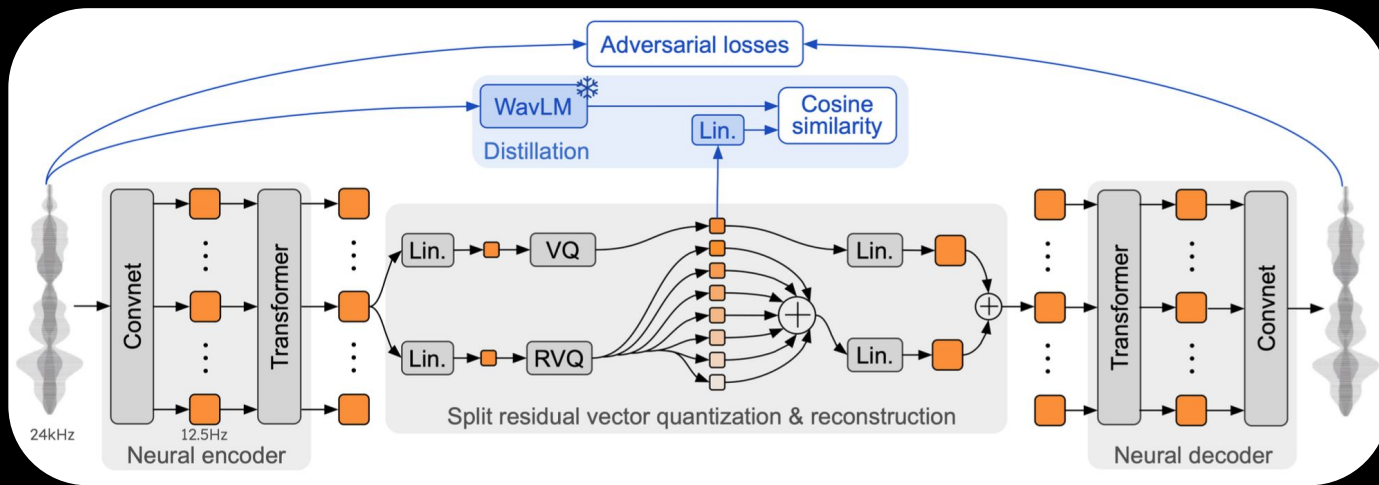 Adversarial losses
WavLM
Cosine
similarity
Lin.
Distillation
Convnet
Transformer
Lin.
VQ
Lin.
Lin.
RVQ
Lin.
Transformer
Convnet
Split residual vector quantization & reconstruction
24kHz
12.5Hz
Neural encoder
Neural decoder